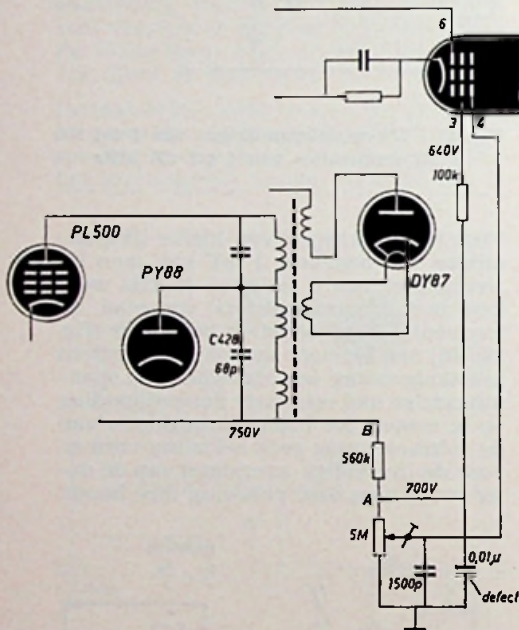 6
3 4
640V
100k
PL500
PY88
DY87
C428
68p
750V
B
560k
A
700V
5M
1500p
0,01µ
defect